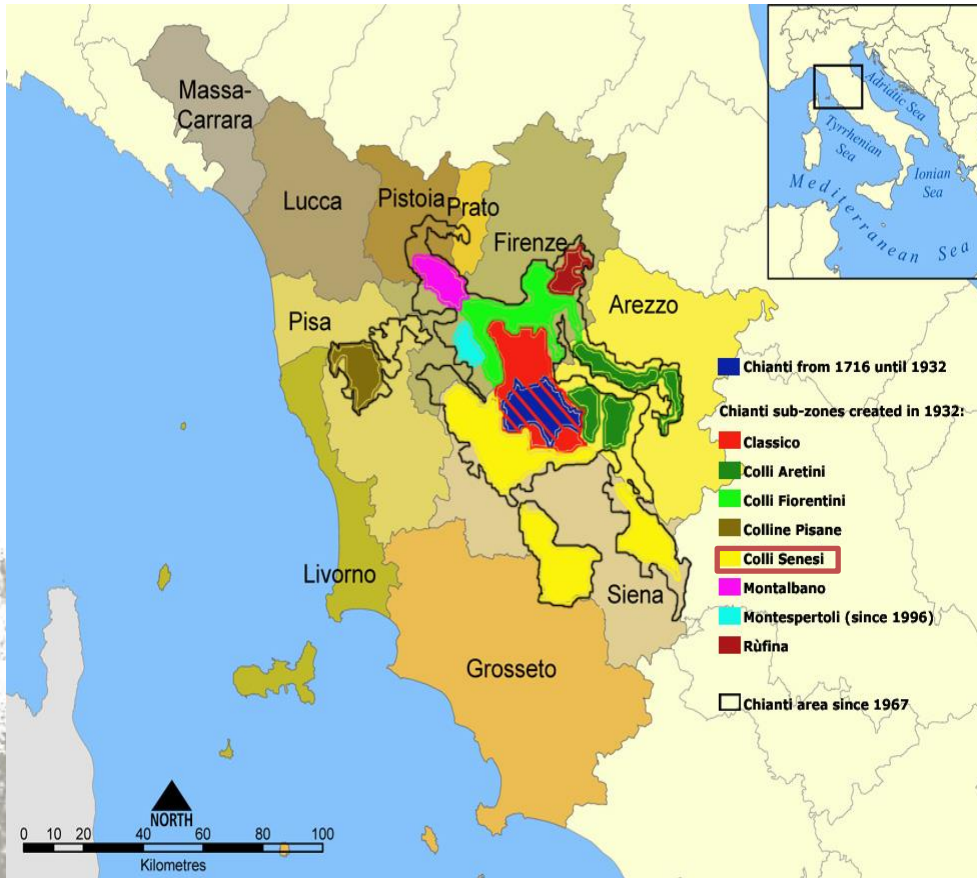 Massa-
Carrara
Lucca
Pistoia
Prato
Firenze
Pisa
Arezzo
Livorno
Siena
Grosseto
Adriatic Sea
Tyrrhenian
Sea
Ionian
Sea
Mediterranean Sea
Chianti from 1716 until 1932
Chianti sub-zones created in 1932:
Classico
Colli Aretini
Colli Fiorentini
Colline Pisane
Colli Senesi
Montalbano
Montespertoli (since 1996)
Rùfina
Chianti area since 1967
NORTH
0 10 20 40 60 80 100
Kilometres